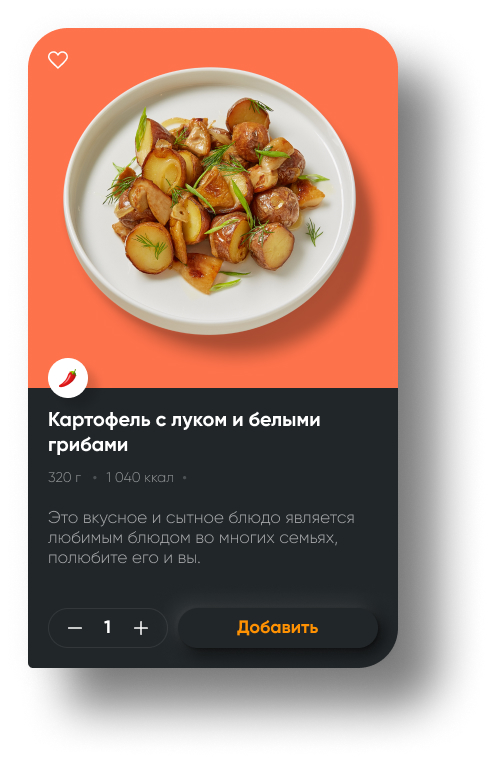 Картофель с луком и белыми
грибами
320 г • 1 040 ккал •
Это вкусное и сытное блюдо является
любимым блюдом во многих семьях,
полюбите его и вы.
— 1 + Добавить